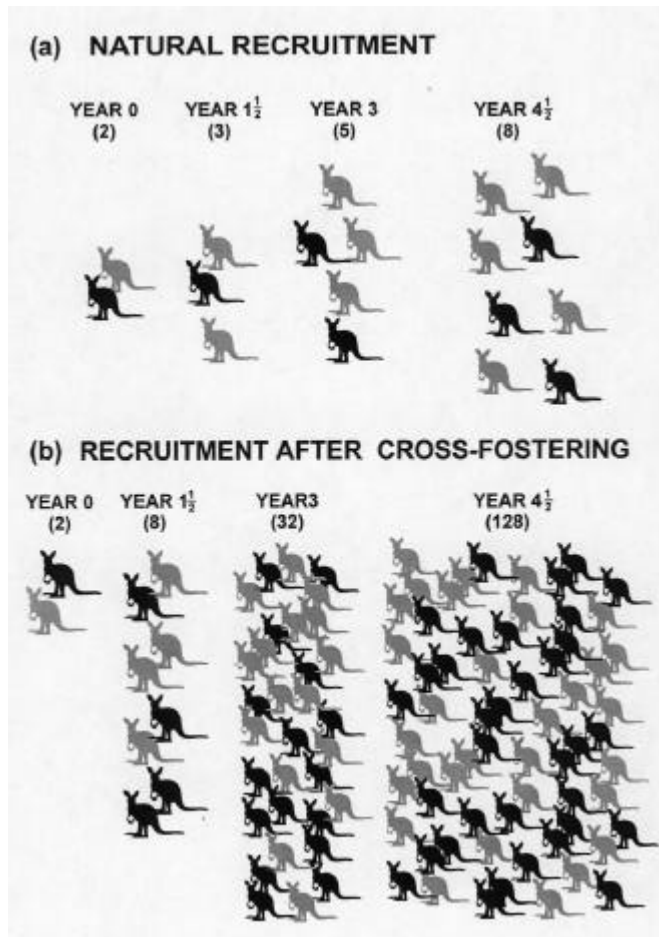 (a) NATURAL RECRUITMENT
YEAR 0 YEAR 1½ YEAR 3 YEAR 4½
(2) (3) (5) (8)
(b) RECRUITMENT AFTER CROSS-FOSTERING
YEAR 0 YEAR 1½ YEAR3 YEAR 4½
(2) (8) (32) (128)